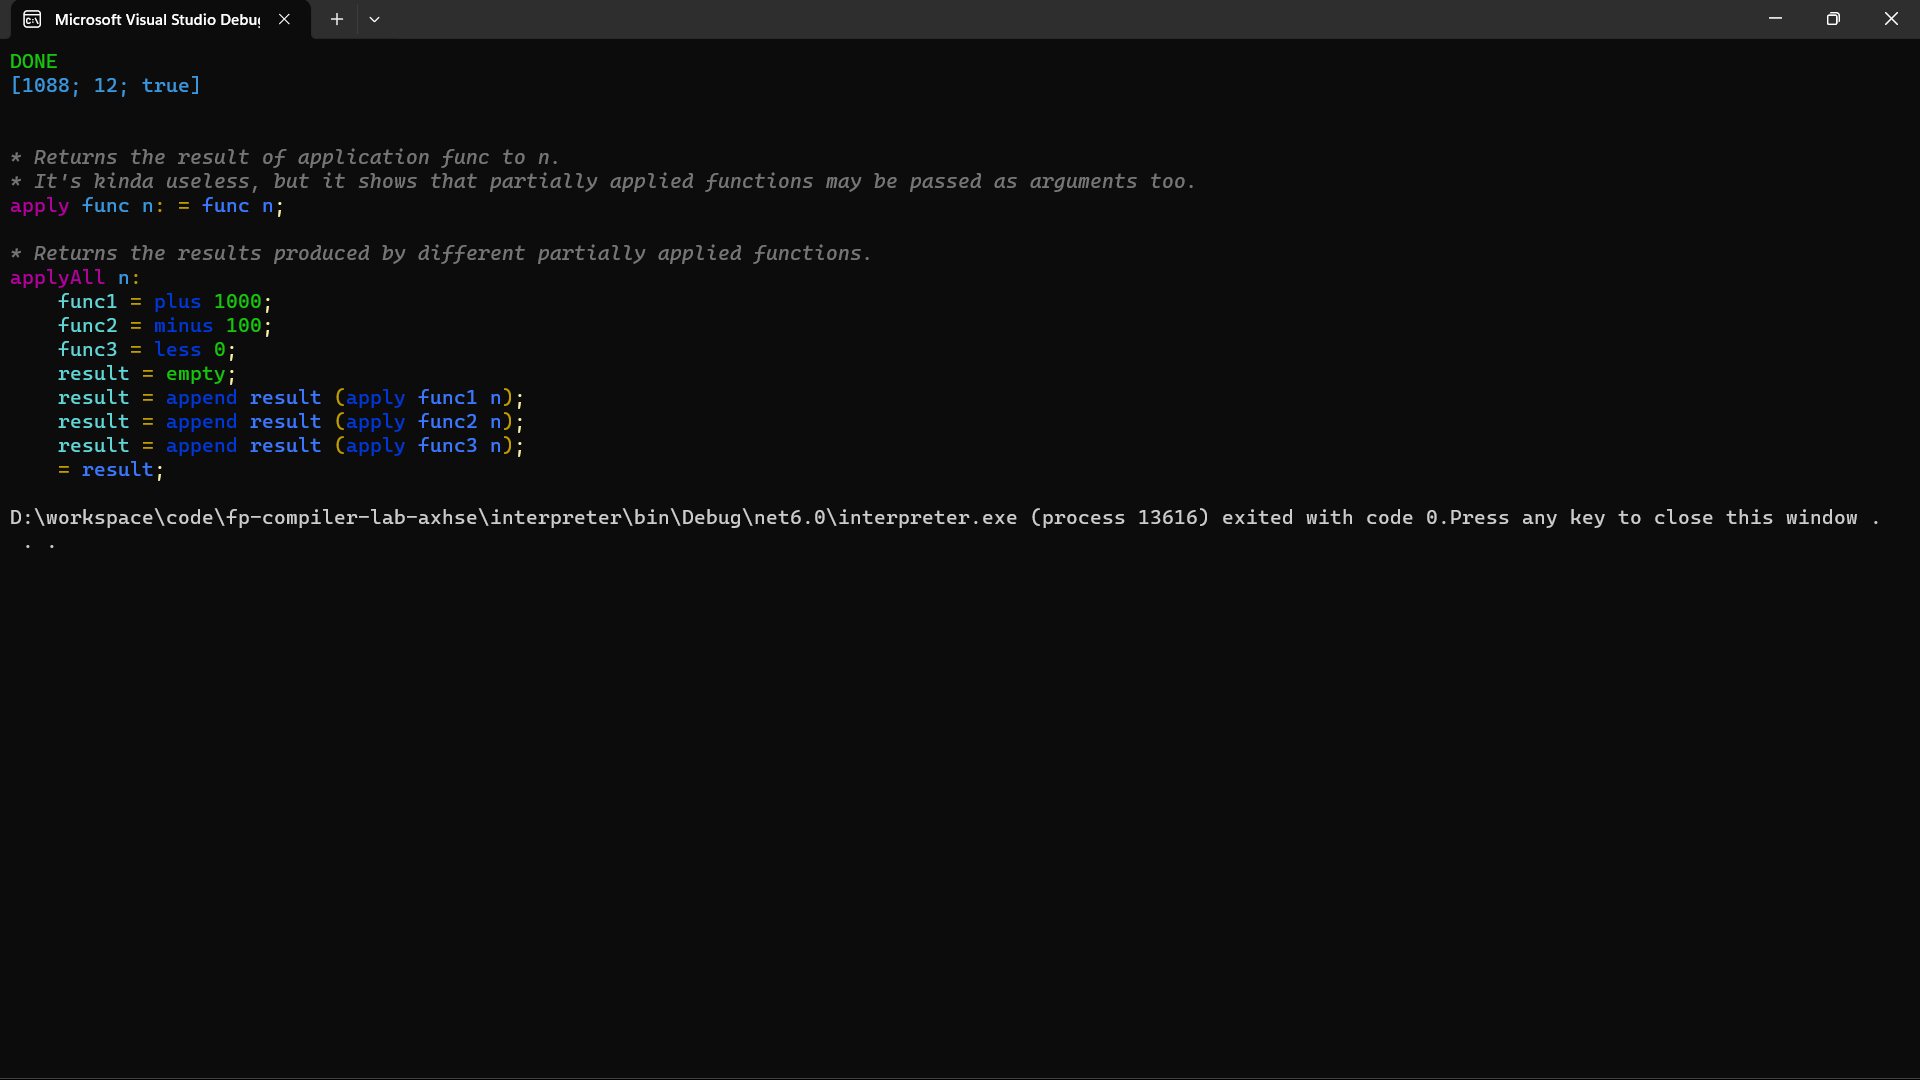 Microsoft Visual Studio Debug
DONE
[1088; 12; true]
* Returns the result of application func to n.
* It's kinda useless, but it shows that partially applied functions may be passed as arguments too.
apply func n: = func n;
* Returns the results produced by different partially applied functions.
applyAll n:
    func1 = plus 1000;
    func2 = minus 100;
    func3 = less 0;
    result = empty;
    result = append result (apply func1 n);
    result = append result (apply func2 n);
    result = append result (apply func3 n);
    = result;
D:\workspace\code\fp-compiler-lab-axhse\interpreter\bin\Debug\net6.0\interpreter.exe (process 13616) exited with code 0.Press any key to close this window .
 . .